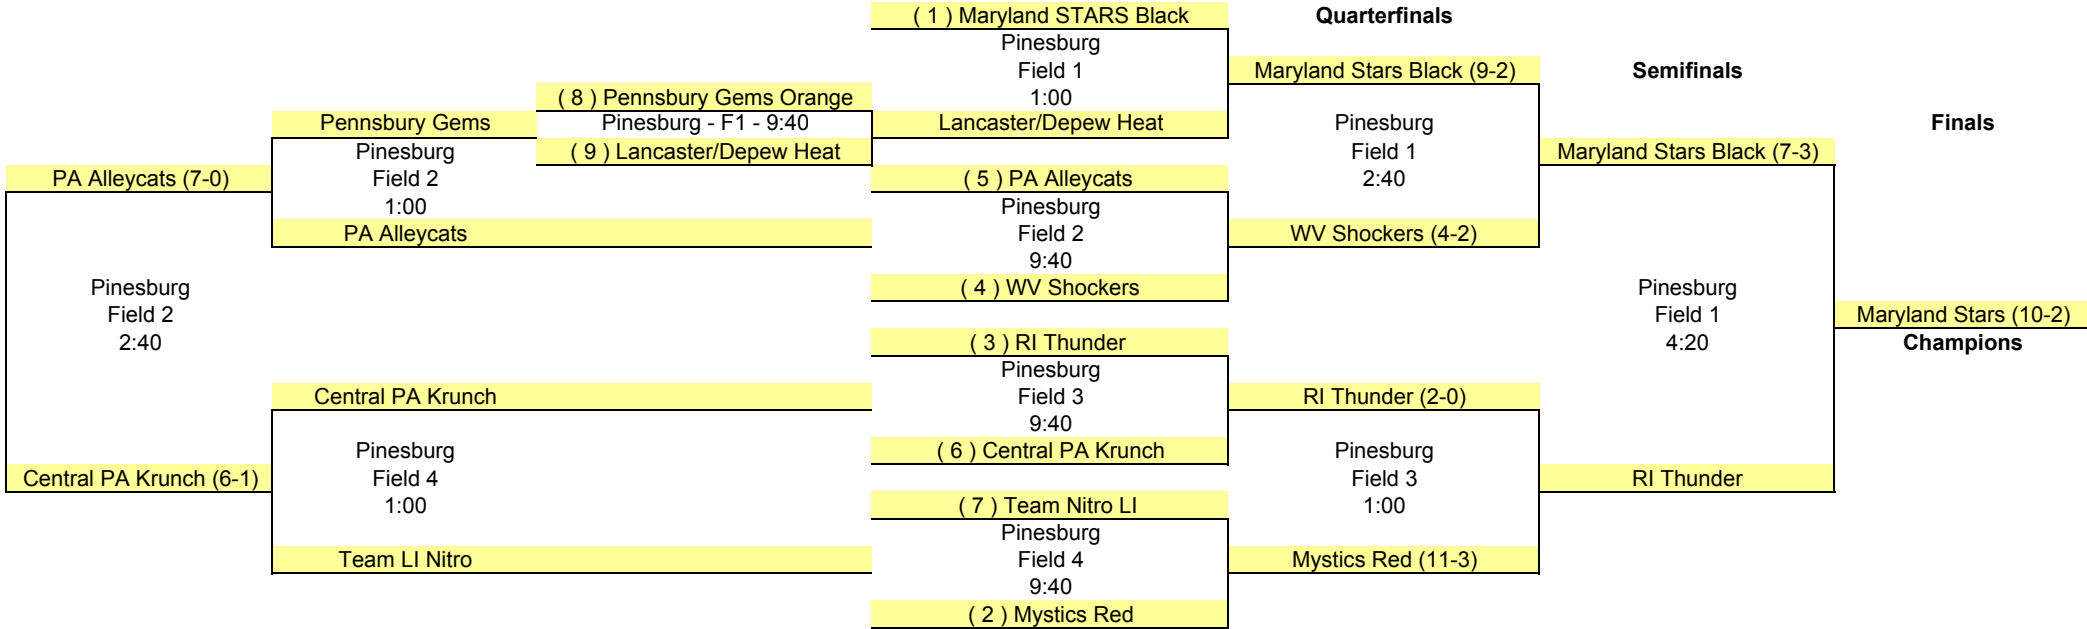 ( 1 ) Maryland STARS Black
Quarterfinals
Pinesburg
Field 1
1:00
Maryland Stars Black (9-2)
Semifinals
( 8 ) Pennsbury Gems Orange
Pennsbury Gems
Pinesburg - F1 - 9:40
Lancaster/Depew Heat
Pinesburg
Field 1
2:40
Finals
Pinesburg
Field 2
1:00
( 9 ) Lancaster/Depew Heat
Maryland Stars Black (7-3)
PA Alleycats (7-0)
( 5 ) PA Alleycats
Pinesburg
Field 2
9:40
PA Alleycats
WV Shockers (4-2)
( 4 ) WV Shockers
Pinesburg
Field 2
2:40
Pinesburg
Field 1
4:20
Maryland Stars (10-2)
Champions
( 3 ) RI Thunder
Pinesburg
Field 3
9:40
Central PA Krunch
RI Thunder (2-0)
( 6 ) Central PA Krunch
Pinesburg
Field 4
1:00
Pinesburg
Field 3
1:00
Central PA Krunch (6-1)
RI Thunder
( 7 ) Team Nitro LI
Pinesburg
Field 4
9:40
Team LI Nitro
Mystics Red (11-3)
( 2 ) Mystics Red